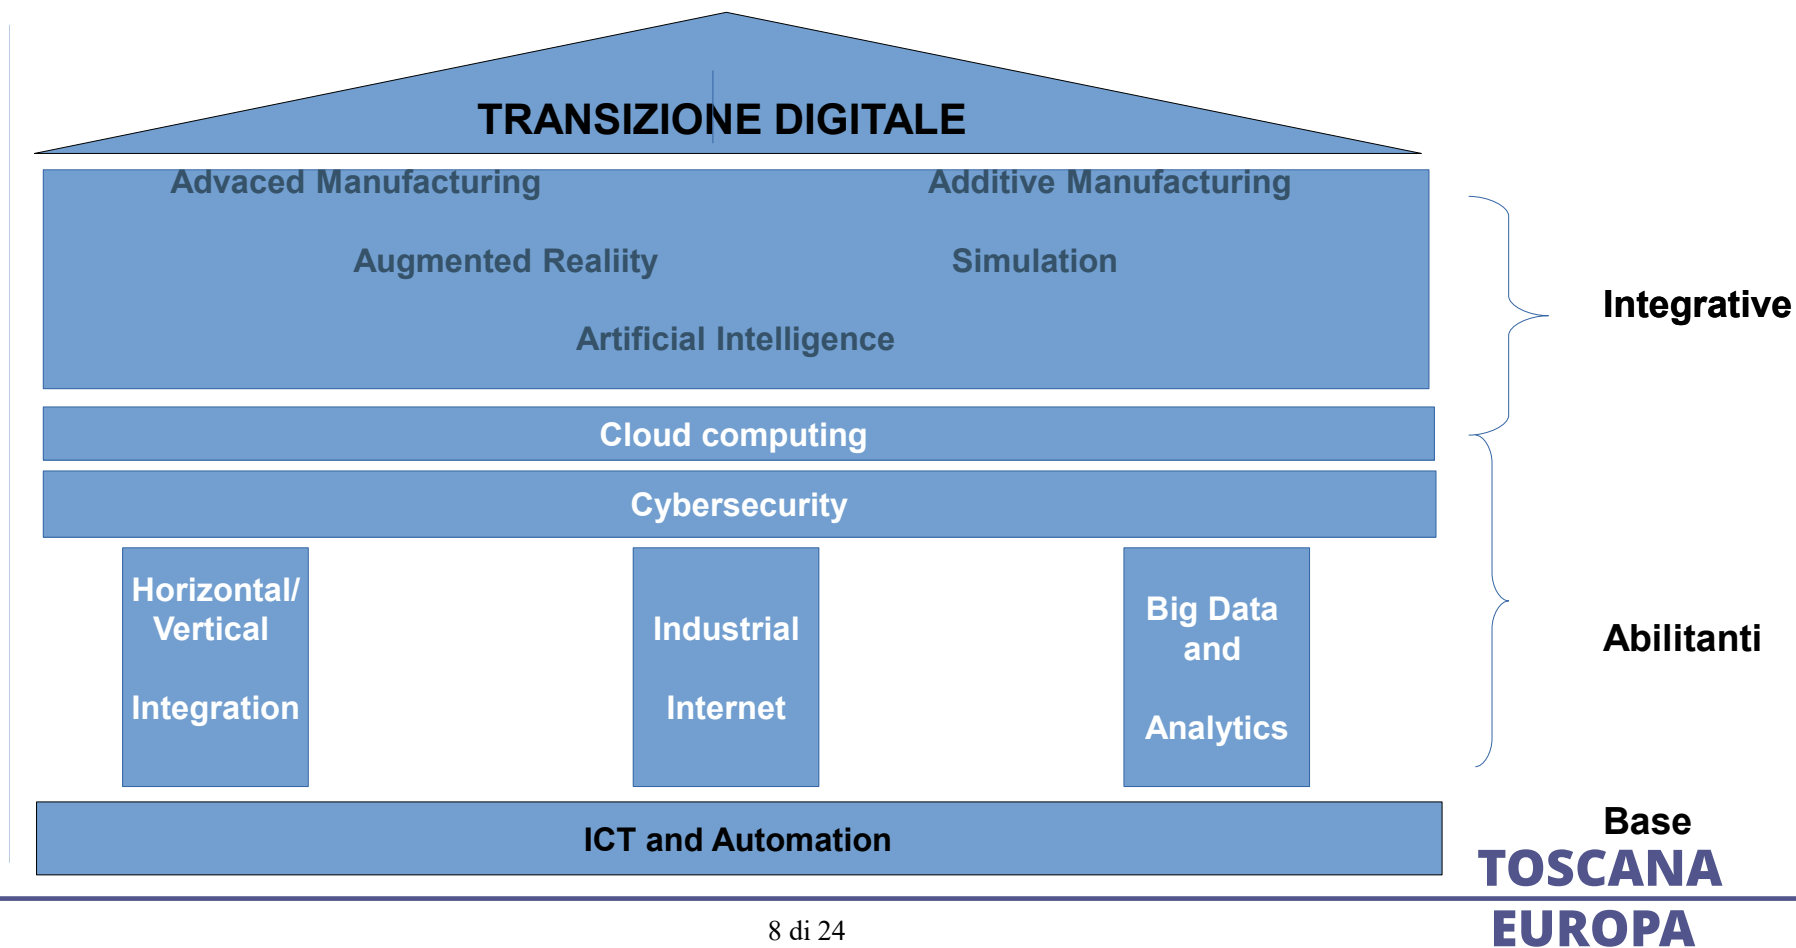 TRANSIZIONE DIGITALE
Advaced Manufacturing
Additive Manufacturing
Augmented Realiity
Simulation
Artificial Intelligence
Integrative
Cloud computing
Cybersecurity
Horizontal/
Vertical
Integration
Industrial
Internet
Big Data
and
Analytics
Abilitanti
ICT and Automation
Base
TOSCANA
EUROPA
8 di 24